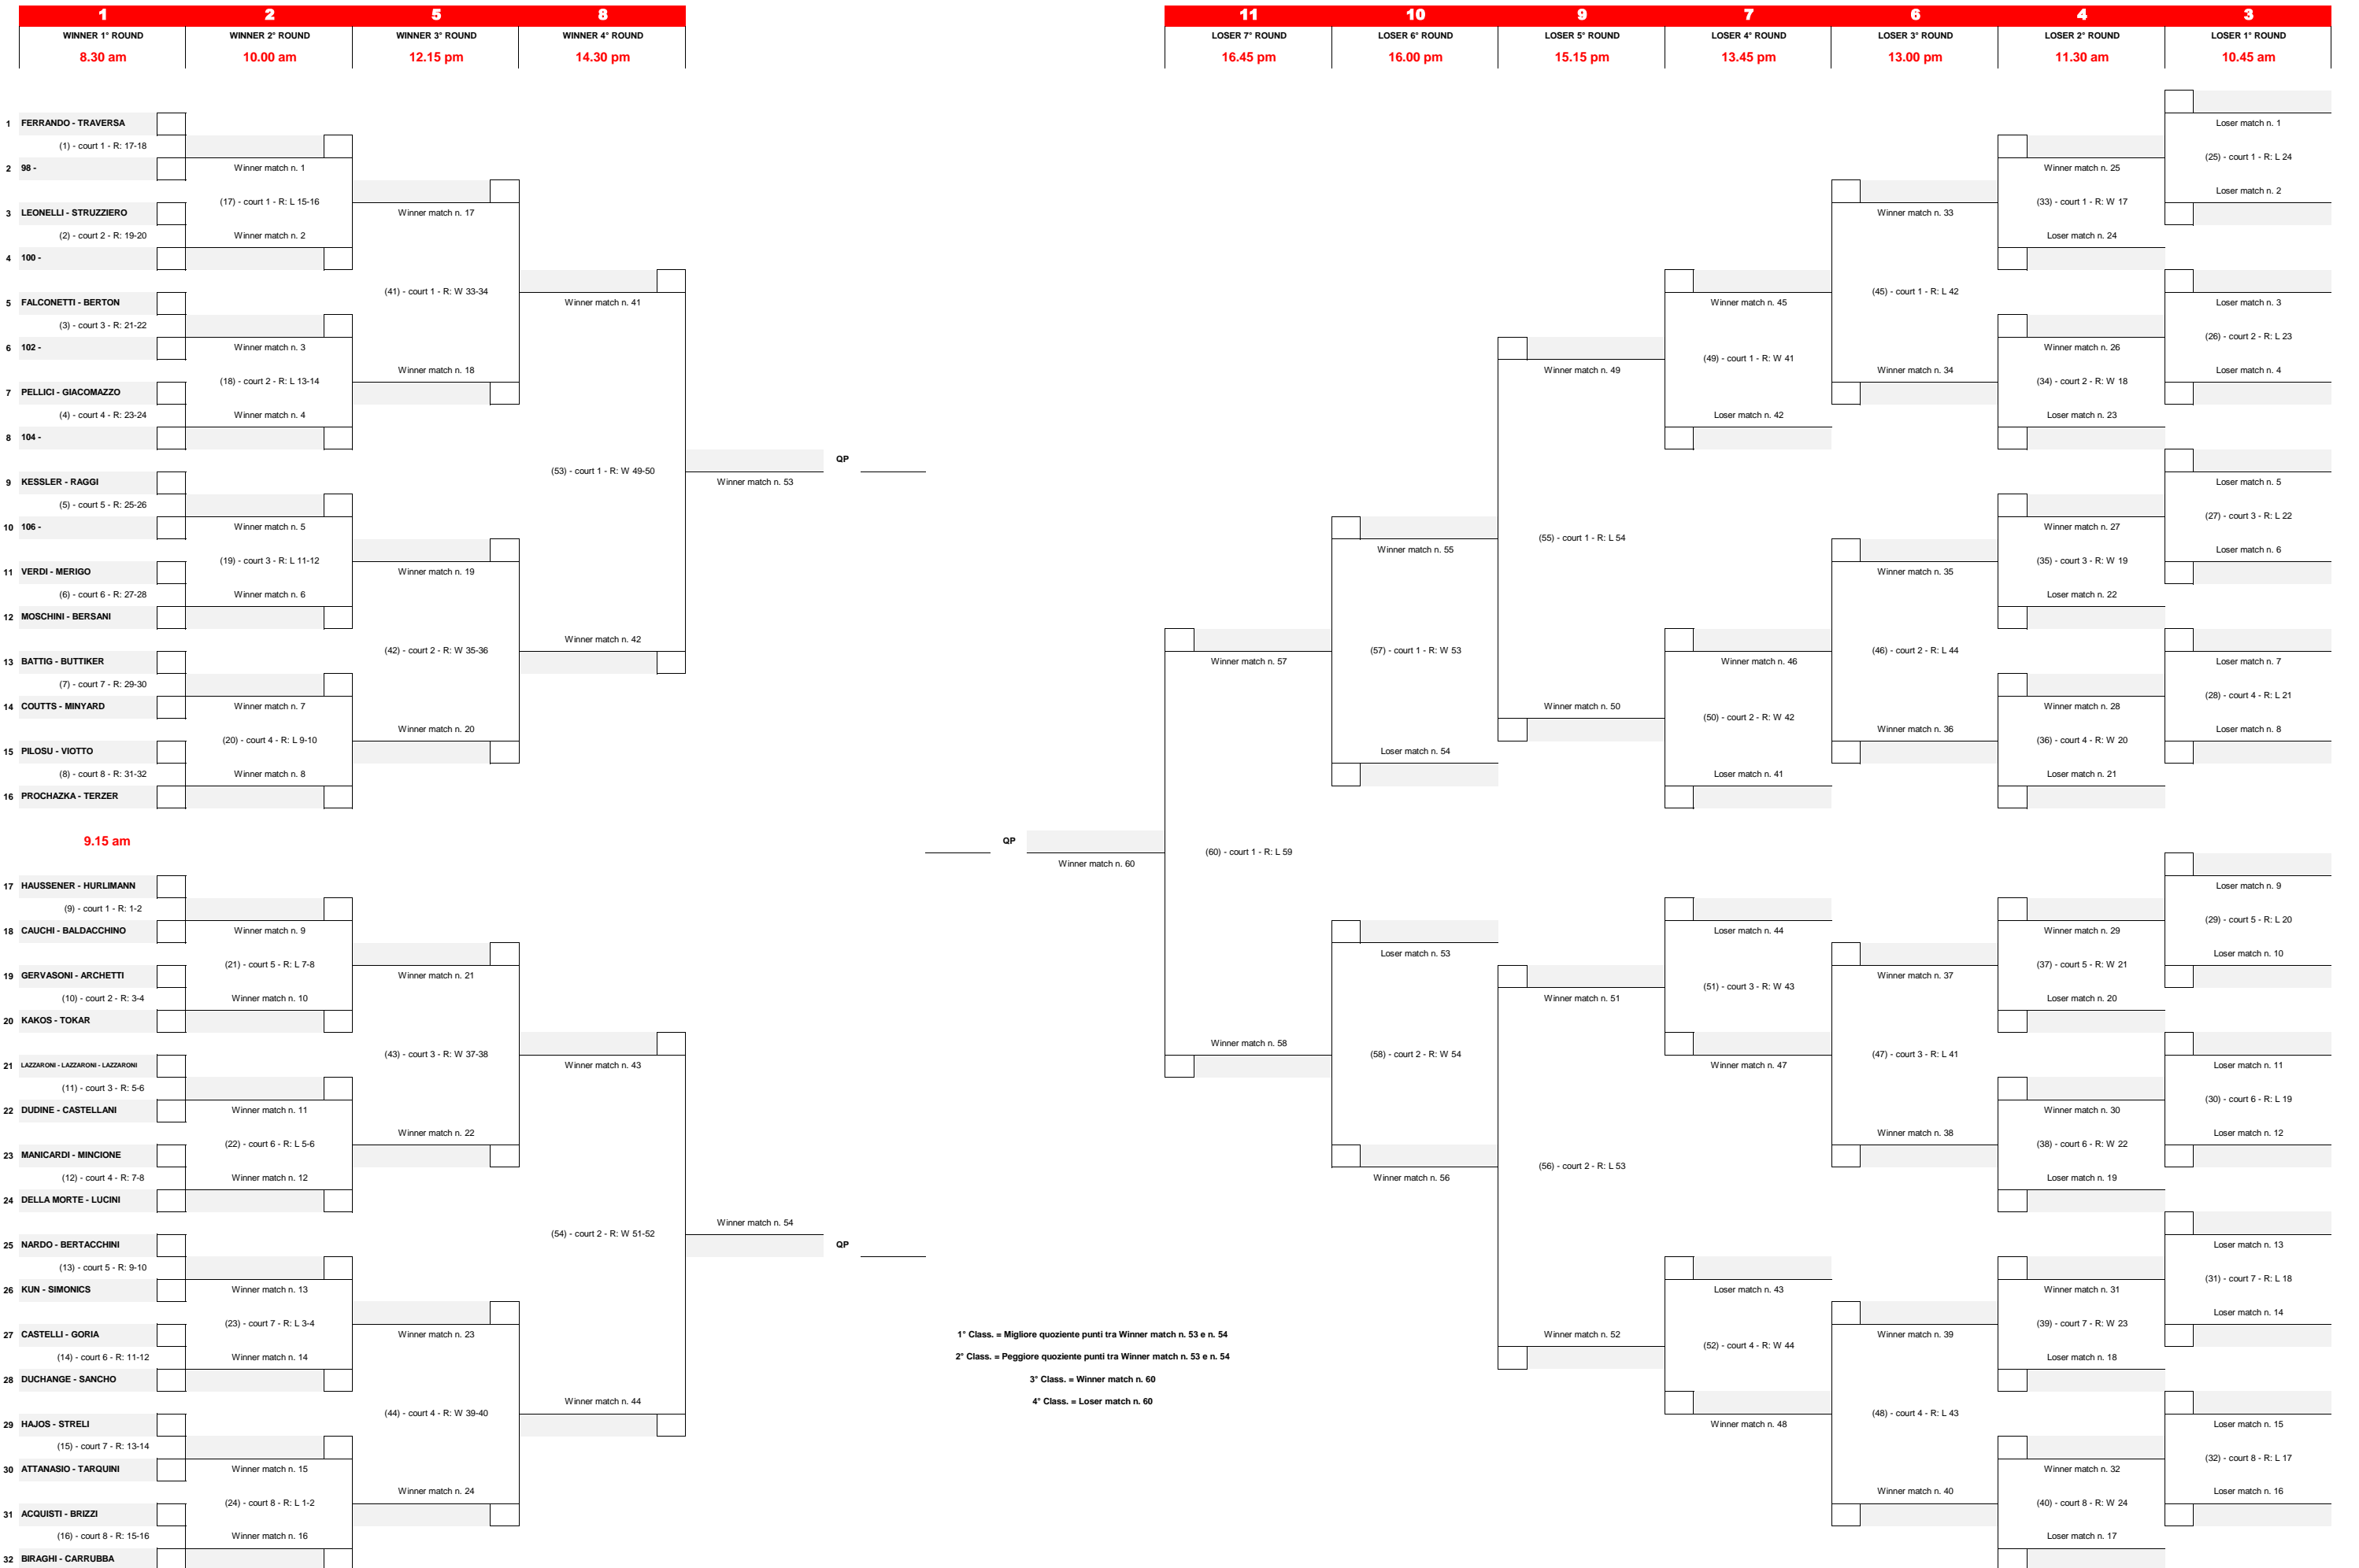 1 2 5 8 11 10 9 7 6 4 3
WINNER 1° ROUND WINNER 2° ROUND WINNER 3° ROUND WINNER 4° ROUND LOSER 7° ROUND LOSER 6° ROUND LOSER 5° ROUND LOSER 4° ROUND LOSER 3° ROUND LOSER 2° ROUND LOSER 1° ROUND
8.30 am 10.00 am 12.15 pm 14.30 pm 16.45 pm 16.00 pm 15.15 pm 13.45 pm 13.00 pm 11.30 am 10.45 am
1 FERRANDO - TRAVERSA
(1) - court 1 - R: 17-18
2 98 -
3 LEONELLI - STRUZZIERO
(2) - court 2 - R: 19-20
4 100 -
5 FALCONETTI - BERTON
(3) - court 3 - R: 21-22
6 102 -
7 PELLICI - GIACOMAZZO
(4) - court 4 - R: 23-24
8 104 -
9 KESSLER - RAGGI
(5) - court 5 - R: 25-26
10 106 -
11 VERDI - MERIGO
(6) - court 6 - R: 27-28
12 MOSCHINI - BERSANI
13 BATTIG - BUTTIKER
(7) - court 7 - R: 29-30
14 COUTTS - MINYARD
15 PILOSU - VIOTTO
(8) - court 8 - R: 31-32
16 PROCHAZKA - TERZER
9.15 am
17 HAUSSENER - HURLIMANN
(9) - court 1 - R: 1-2
18 CAUCHI - BALDACCHINO
19 GERVASONI - ARCHETTI
(10) - court 2 - R: 3-4
20 KAKOS - TOKAR
21 LAZZARONI - LAZZARONI - LAZZARONI
(11) - court 3 - R: 5-6
22 DUDINE - CASTELLANI
23 MANICARDI - MINCIONE
(12) - court 4 - R: 7-8
24 DELLA MORTE - LUCINI
25 NARDO - BERTACCHINI
(13) - court 5 - R: 9-10
26 KUN - SIMONICS
27 CASTELLI - GORIA
(14) - court 6 - R: 11-12
28 DUCHANGE - SANCHO
29 HAJOS - STRELI
(15) - court 7 - R: 13-14
30 ATTANASIO - TARQUINI
31 ACQUISTI - BRIZZI
(16) - court 8 - R: 15-16
32 BIRAGHI - CARRUBBA
Winner match n. 1
(17) - court 1 - R: L 15-16
Winner match n. 2
Winner match n. 3
(18) - court 2 - R: L 13-14
Winner match n. 4
Winner match n. 5
(19) - court 3 - R: L 11-12
Winner match n. 6
Winner match n. 7
(20) - court 4 - R: L 9-10
Winner match n. 8
Winner match n. 9
(21) - court 5 - R: L 7-8
Winner match n. 10
Winner match n. 11
(22) - court 6 - R: L 5-6
Winner match n. 12
Winner match n. 13
(23) - court 7 - R: L 3-4
Winner match n. 14
Winner match n. 15
(24) - court 8 - R: L 1-2
Winner match n. 16
Winner match n. 17
(41) - court 1 - R: W 33-34
Winner match n. 18
Winner match n. 19
(42) - court 2 - R: W 35-36
Winner match n. 20
Winner match n. 21
(43) - court 3 - R: W 37-38
Winner match n. 22
Winner match n. 23
(44) - court 4 - R: W 39-40
Winner match n. 24
Winner match n. 41
(53) - court 1 - R: W 49-50
Winner match n. 42
Winner match n. 43
(54) - court 2 - R: W 51-52
Winner match n. 44
QP
Winner match n. 53
Winner match n. 54
QP
QP
Winner match n. 60
1° Class. = Migliore quoziente punti tra Winner match n. 53 e n. 54
2° Class. = Peggiore quoziente punti tra Winner match n. 53 e n. 54
3° Class. = Winner match n. 60
4° Class. = Loser match n. 60
Winner match n. 57
(60) - court 1 - R: L 59
Winner match n. 58
Winner match n. 55
(57) - court 1 - R: W 53
Loser match n. 54
Loser match n. 53
(58) - court 2 - R: W 54
Winner match n. 56
Winner match n. 49
(55) - court 1 - R: L 54
Winner match n. 50
Winner match n. 51
(56) - court 2 - R: L 53
Winner match n. 52
Winner match n. 45
(49) - court 1 - R: W 41
Loser match n. 42
Winner match n. 46
(50) - court 2 - R: W 42
Loser match n. 41
Loser match n. 44
(51) - court 3 - R: W 43
Winner match n. 47
Loser match n. 43
(52) - court 4 - R: W 44
Winner match n. 48
Winner match n. 33
(45) - court 1 - R: L 42
Winner match n. 34
Winner match n. 35
(46) - court 2 - R: L 44
Winner match n. 36
Winner match n. 37
(47) - court 3 - R: L 41
Winner match n. 38
Winner match n. 39
(48) - court 4 - R: L 43
Winner match n. 40
Winner match n. 25
(33) - court 1 - R: W 17
Loser match n. 24
Winner match n. 26
(34) - court 2 - R: W 18
Loser match n. 23
Winner match n. 27
(35) - court 3 - R: W 19
Loser match n. 22
Winner match n. 28
(36) - court 4 - R: W 20
Loser match n. 21
Winner match n. 29
(37) - court 5 - R: W 21
Loser match n. 20
Winner match n. 30
(38) - court 6 - R: W 22
Loser match n. 19
Winner match n. 31
(39) - court 7 - R: W 23
Loser match n. 18
Winner match n. 32
(40) - court 8 - R: W 24
Loser match n. 17
Loser match n. 1
(25) - court 1 - R: L 24
Loser match n. 2
Loser match n. 3
(26) - court 2 - R: L 23
Loser match n. 4
Loser match n. 5
(27) - court 3 - R: L 22
Loser match n. 6
Loser match n. 7
(28) - court 4 - R: L 21
Loser match n. 8
Loser match n. 9
(29) - court 5 - R: L 20
Loser match n. 10
Loser match n. 11
(30) - court 6 - R: L 19
Loser match n. 12
Loser match n. 13
(31) - court 7 - R: L 18
Loser match n. 14
Loser match n. 15
(32) - court 8 - R: L 17
Loser match n. 16